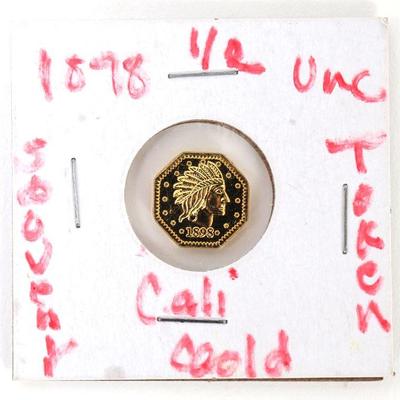 1898 1/2 Unc
Souvenir
Token
1898
Cali
Gold